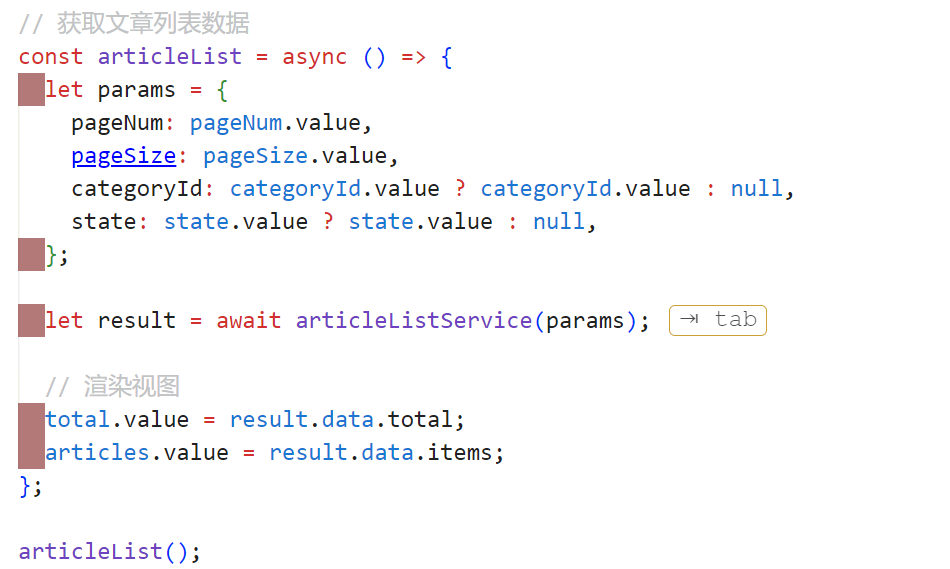 // 获取文章列表数据
const articleList = async () => {
let params = {
pageNum: pageNum.value,
pageSize: pageSize.value,
categoryId: categoryId.value ? categoryId.value : null,
state: state.value ? state.value : null,
};
let result = await articleListService(params); ⇥ tab
// 渲染视图
total.value = result.data.total;
articles.value = result.data.items;
};
articleList();